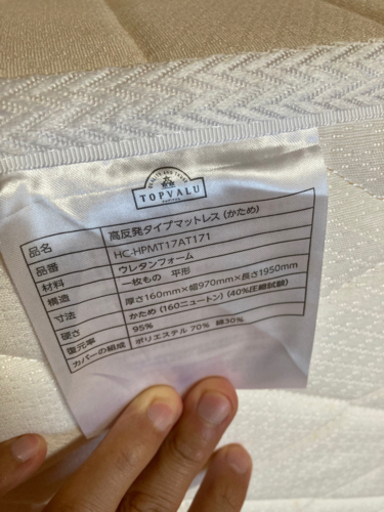 TOPVALU
品名 高反発タイプマットレス(かため)
品番 HC-HPMT17AT171
材料 ウレタンフォーム
構造 一枚もの 平形
寸法 厚さ160mm×幅970mm×長さ1950mm
硬さ かため(160ニュートン)(40%圧縮試験)
復元率 95%
カバーの組成 ポリエステル 70% 綿30%